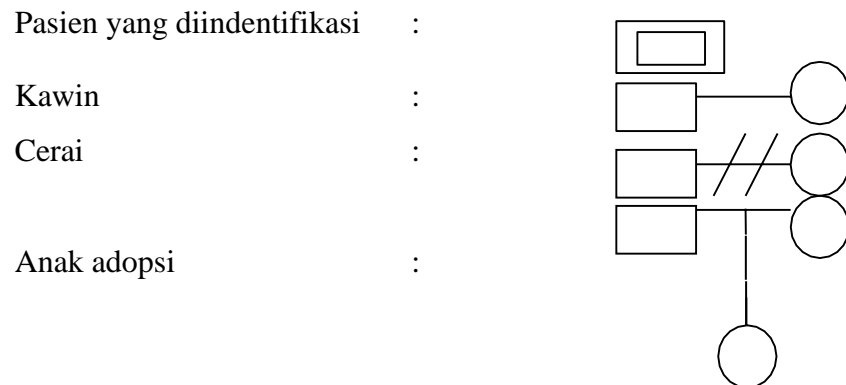 Pasien yang diindentifikasi :
Kawin :
Cerai :
Anak adopsi :